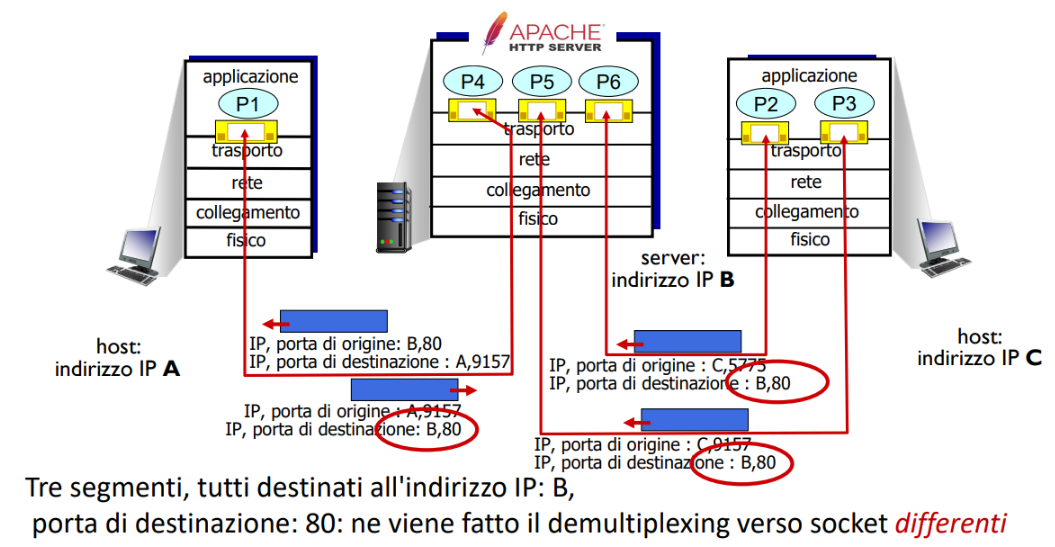 APACHE®
HTTP SERVER
applicazione
P1
trasporto
rete
collegamento
fisico
P4 P5 P6
trasporto
rete
collegamento
fisico
applicazione
P2 P3
trasporto
rete
collegamento
fisico
server:
indirizzo IP B
host:
indirizzo IP A
host:
indirizzo IP C
IP, porta di origine: B,80
IP, porta di destinazione : A,9157
IP, porta di origine : A,9157
IP, porta di destinazione: B,80
IP, porta di origine : C,5775
IP, porta di destinazione : B,80
IP, porta di origine : C,9157
IP, porta di destinazione : B,80
Tre segmenti, tutti destinati all'indirizzo IP: B,
porta di destinazione: 80: ne viene fatto il demultiplexing verso socket differenti